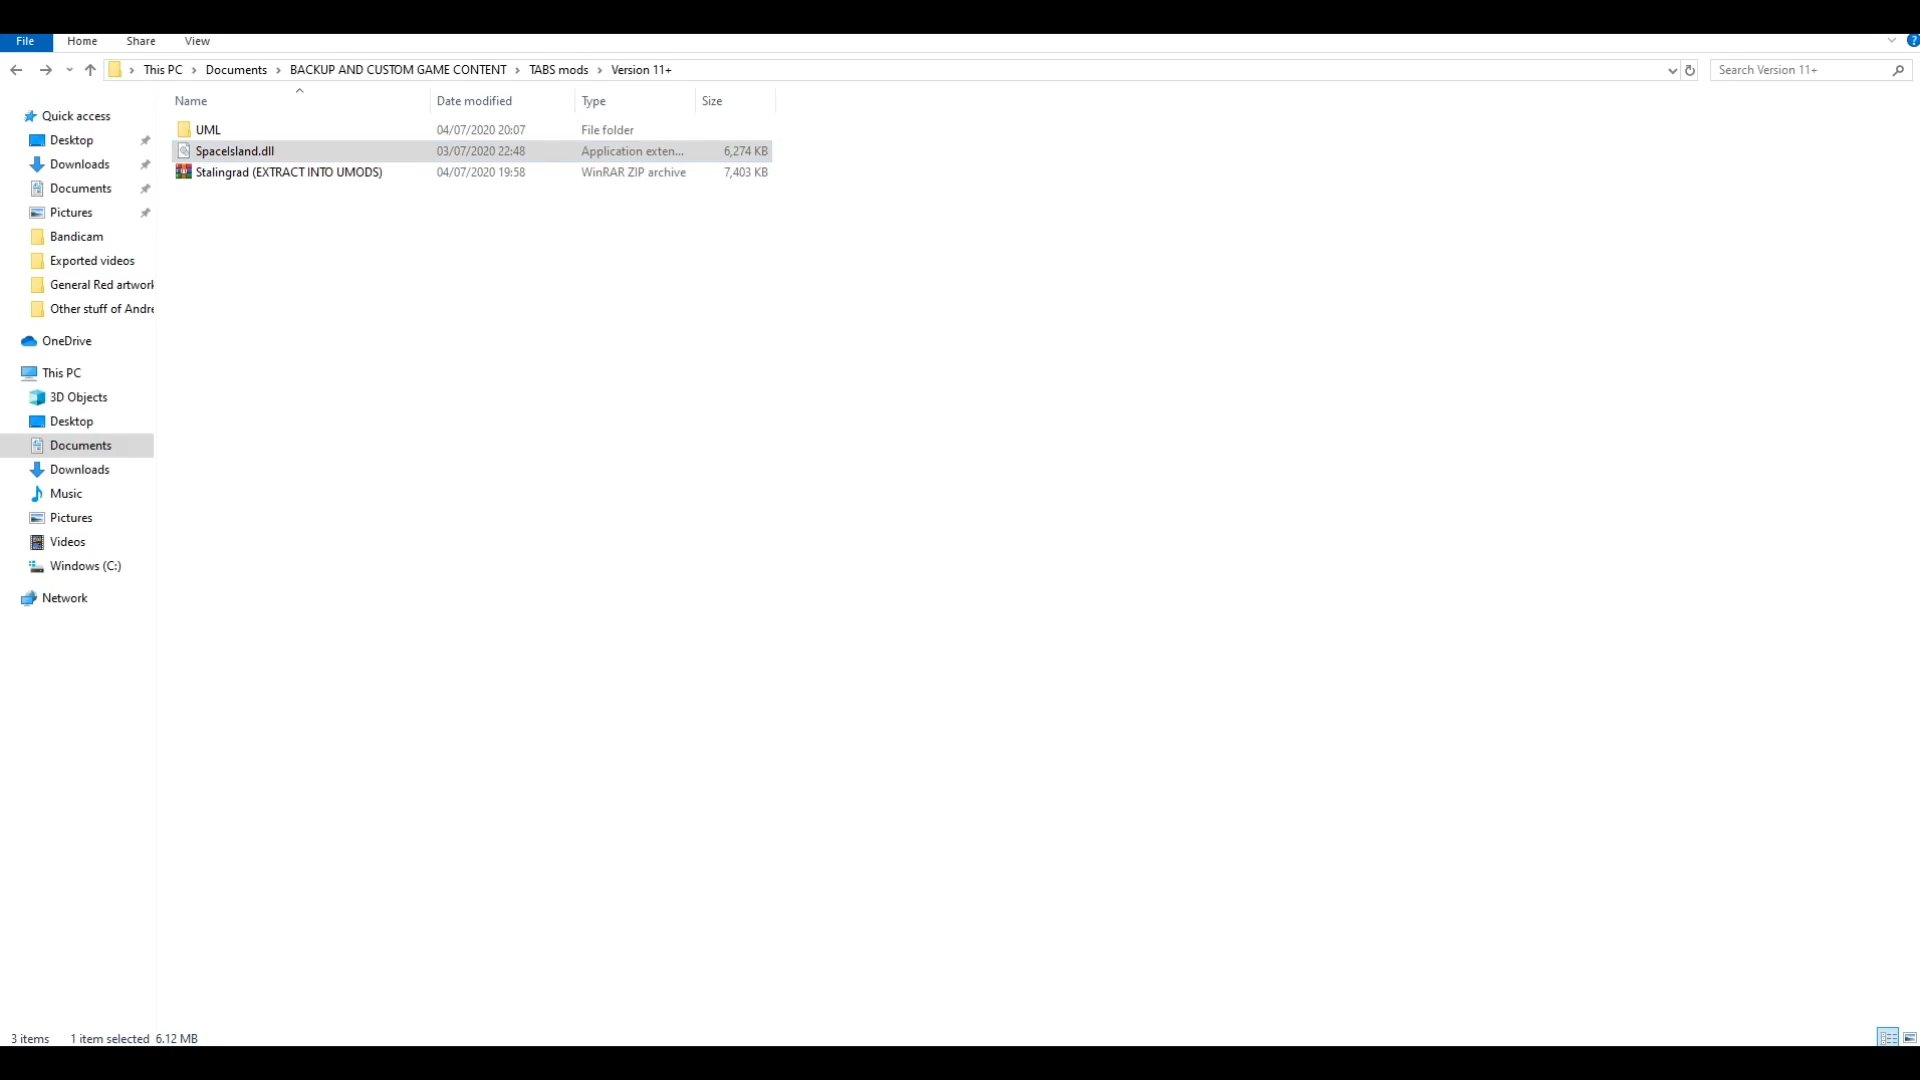 File Home Share View ?
This PC Documents BACKUP AND CUSTOM GAME CONTENT TABS mods Version 11+ Search Version 11+
Name Date modified Type Size
Quick access
UML 04/07/2020 20:07 File folder
Desktop
SpaceIsland.dll 03/07/2020 22:48 Application exten... 6,274 KB
Downloads
Stalingrad (EXTRACT INTO UMODS) 04/07/2020 19:58 WinRAR ZIP archive 7,403 KB
Documents
Pictures
Bandicam
Exported videos
General Red artwork
Other stuff of Andre
OneDrive
This PC
3D Objects
Desktop
Documents
Downloads
Music
Pictures
Videos
Windows (C:)
Network
3 items 1 item selected 6.12 MB